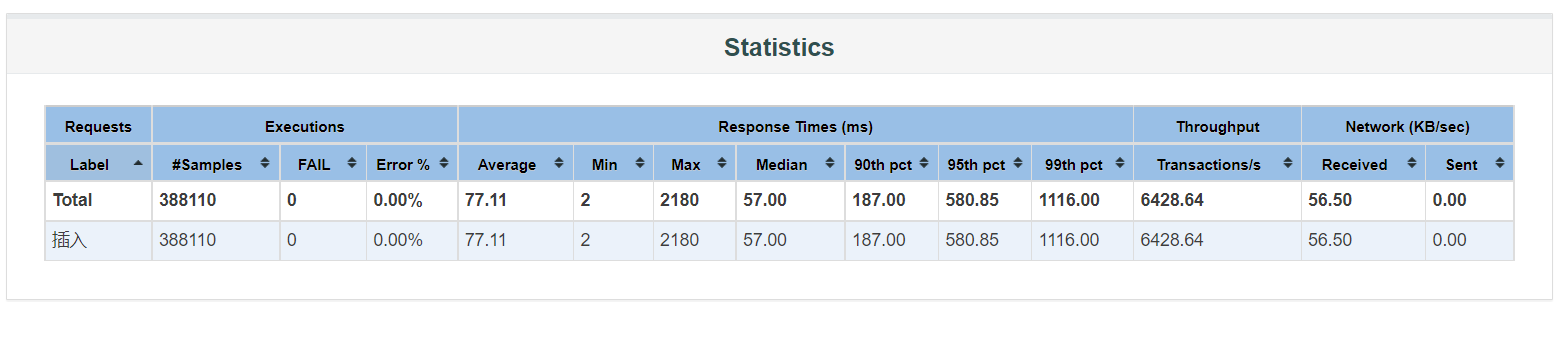 Statistics
Requests Executions Response Times (ms) Throughput Network (KB/sec)
Label #Samples FAIL Error % Average Min Max Median 90th pct 95th pct 99th pct Transactions/s Received Sent
Total 388110 0 0.00% 77.11 2 2180 57.00 187.00 580.85 1116.00 6428.64 56.50 0.00
插入 388110 0 0.00% 77.11 2 2180 57.00 187.00 580.85 1116.00 6428.64 56.50 0.00